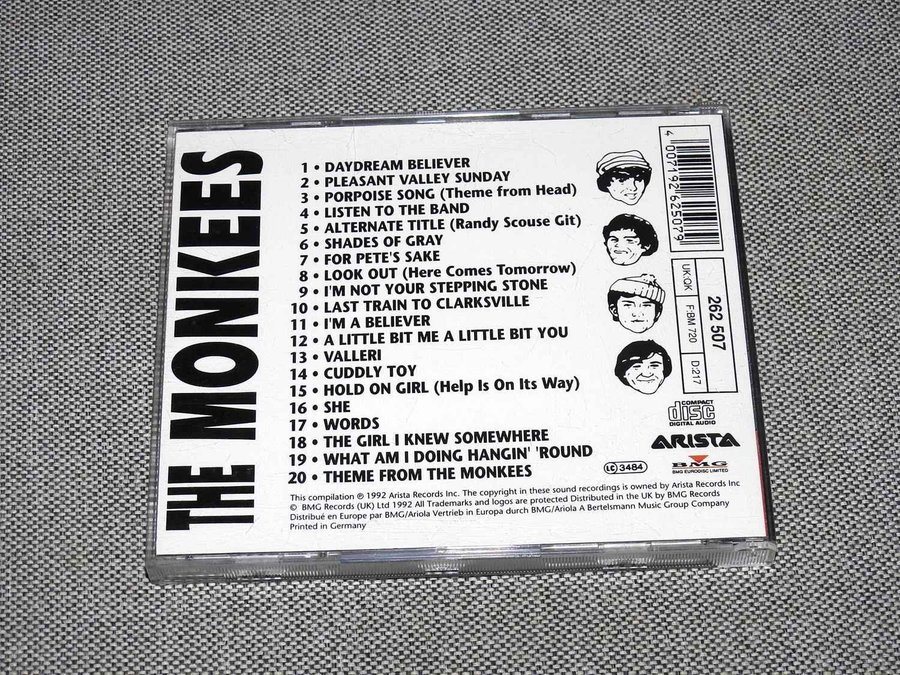 THE MONKEES
1 • DAYDREAM BELIEVER
2 • PLEASANT VALLEY SUNDAY
3 • PORPOISE SONG (Theme from Head)
4 • LISTEN TO THE BAND
5 • ALTERNATE TITLE (Randy Scouse Git)
6 • SHADES OF GRAY
7 • FOR PETE'S SAKE
8 • LOOK OUT (Here Comes Tomorrow)
9 • I'M NOT YOUR STEPPING STONE
10 • LAST TRAIN TO CLARKSVILLE
11 • I'M A BELIEVER
12 • A LITTLE BIT ME A LITTLE BIT YOU
13 • VALLERI
14 • CUDDLY TOY
15 • HOLD ON GIRL (Help Is On Its Way)
16 • SHE
17 • WORDS
18 • THE GIRL I KNEW SOMEWHERE
19 • WHAT AM I DOING HANGIN' 'ROUND
20 • THEME FROM THE MONKEES
This compilation ℗ 1992 Arista Records Inc. The copyright in these sound recordings is owned by Arista Records Inc
© BMG Records (UK) Ltd 1992 All Trademarks and logos are protected Distributed in the UK by BMG Records
Distribué en Europe par BMG/Ariola Vertrieb in Europa durch BMG/Ariola A Bertelsmann Music Group Company
Printed in Germany
4 007192 625079
262 507
UK:QK F:BM 720 D:217
COMPACT
disc
DIGITAL AUDIO
ARISTA
LC 3484
BMG
BMG EURODISC LIMITED